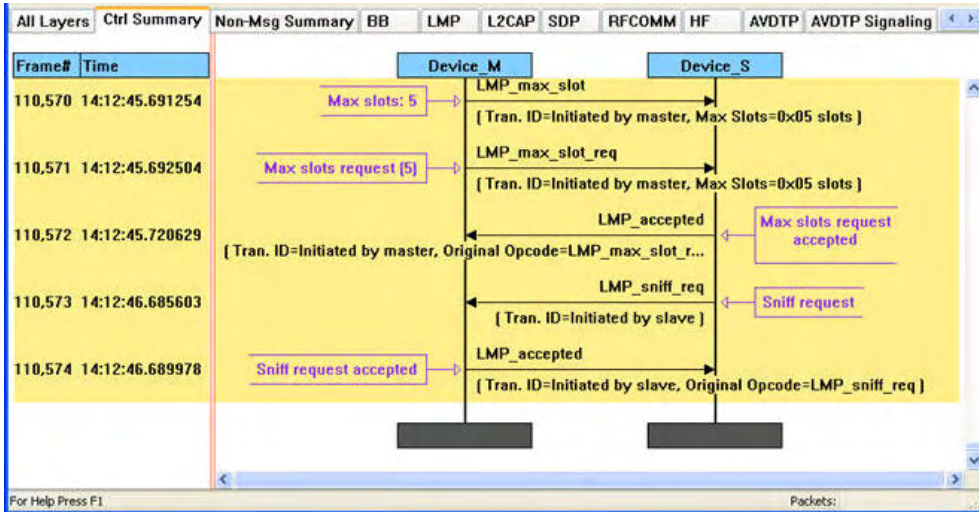 All Layers Ctrl Summary Non-Msg Summary BB LMP L2CAP SDP RFCOMM HF AVDTP AVDTP Signaling
Frame# Time Device_M Device_S
LMP_max_slot
110,570 14:12:45.691254 Max slots: 5
( Tran. ID=Initiated by master, Max Slots=0x05 slots )
LMP_max_slot_req
110,571 14:12:45.692504 Max slots request (5)
( Tran. ID=Initiated by master, Max Slots=0x05 slots )
LMP_accepted
110,572 14:12:45.720629 Max slots request
accepted
( Tran. ID=Initiated by master, Original Opcode=LMP_max_slot_r...
LMP_sniff_req
110,573 14:12:46.685603 Sniff request
( Tran. ID=Initiated by slave )
LMP_accepted
110,574 14:12:46.689978 Sniff request accepted
( Tran. ID=Initiated by slave, Original Opcode=LMP_sniff_req )
For Help Press F1 Packets: